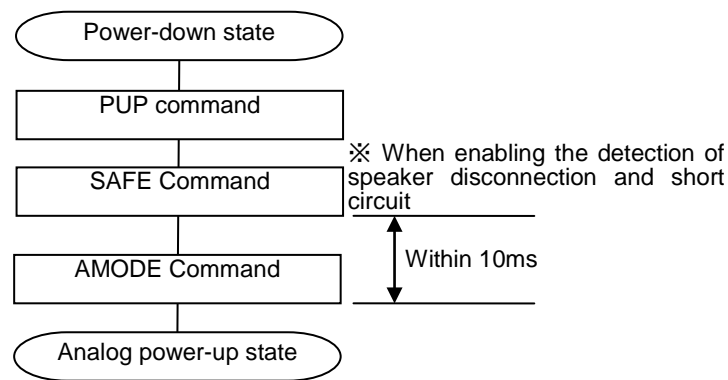 Power-down state
PUP command
※ When enabling the detection of
speaker disconnection and short
circuit
SAFE Command
Within 10ms
AMODE Command
Analog power-up state